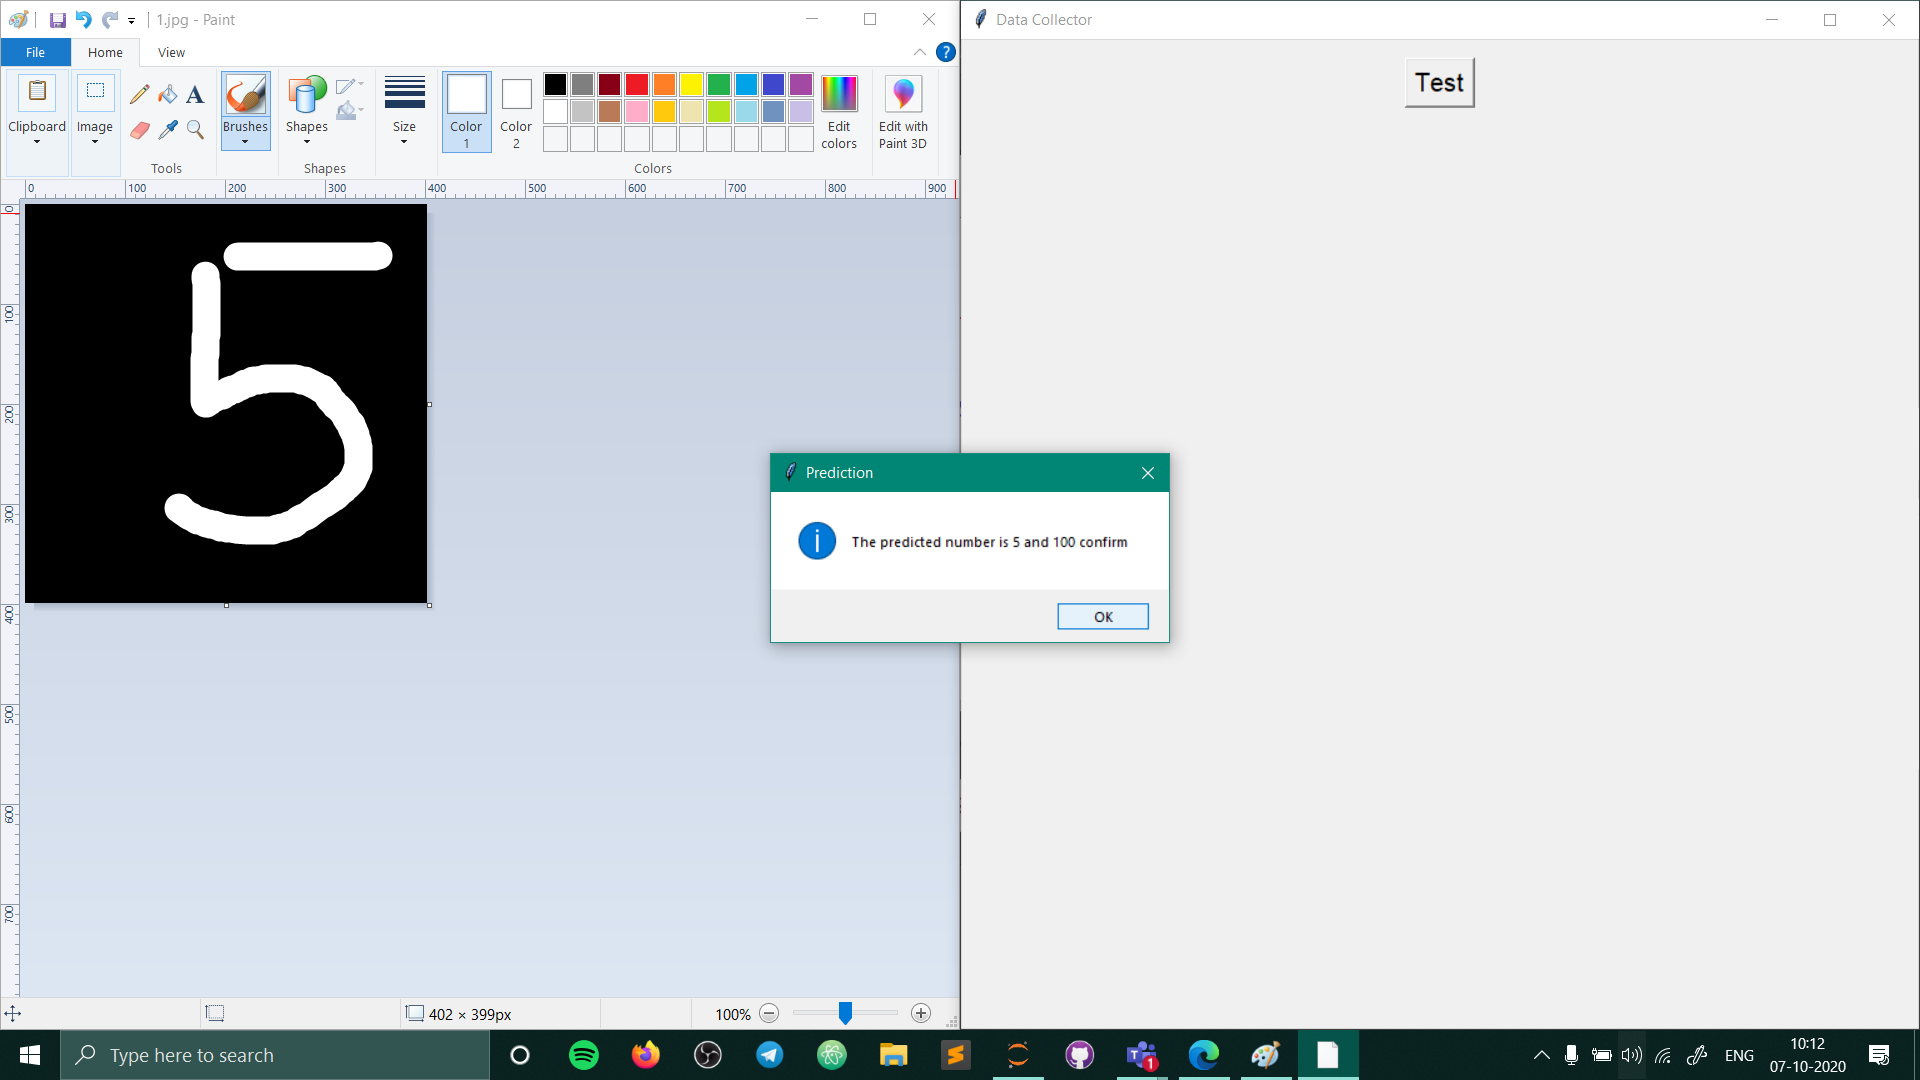 1.jpg - Paint
File
Home
View
Clipboard
Image
Tools
Brushes
Shapes
Shapes
Size
Color 1
Color 2
Colors
Edit colors
Edit with Paint 3D
0 100 200 300 400 500 600 700 800 900
0
100
200
300
400
500
600
700
5
402 × 399px
100%
Data Collector
Test
Prediction
The predicted number is 5 and 100 confirm
OK
Type here to search
1
ENG
10:12
07-10-2020